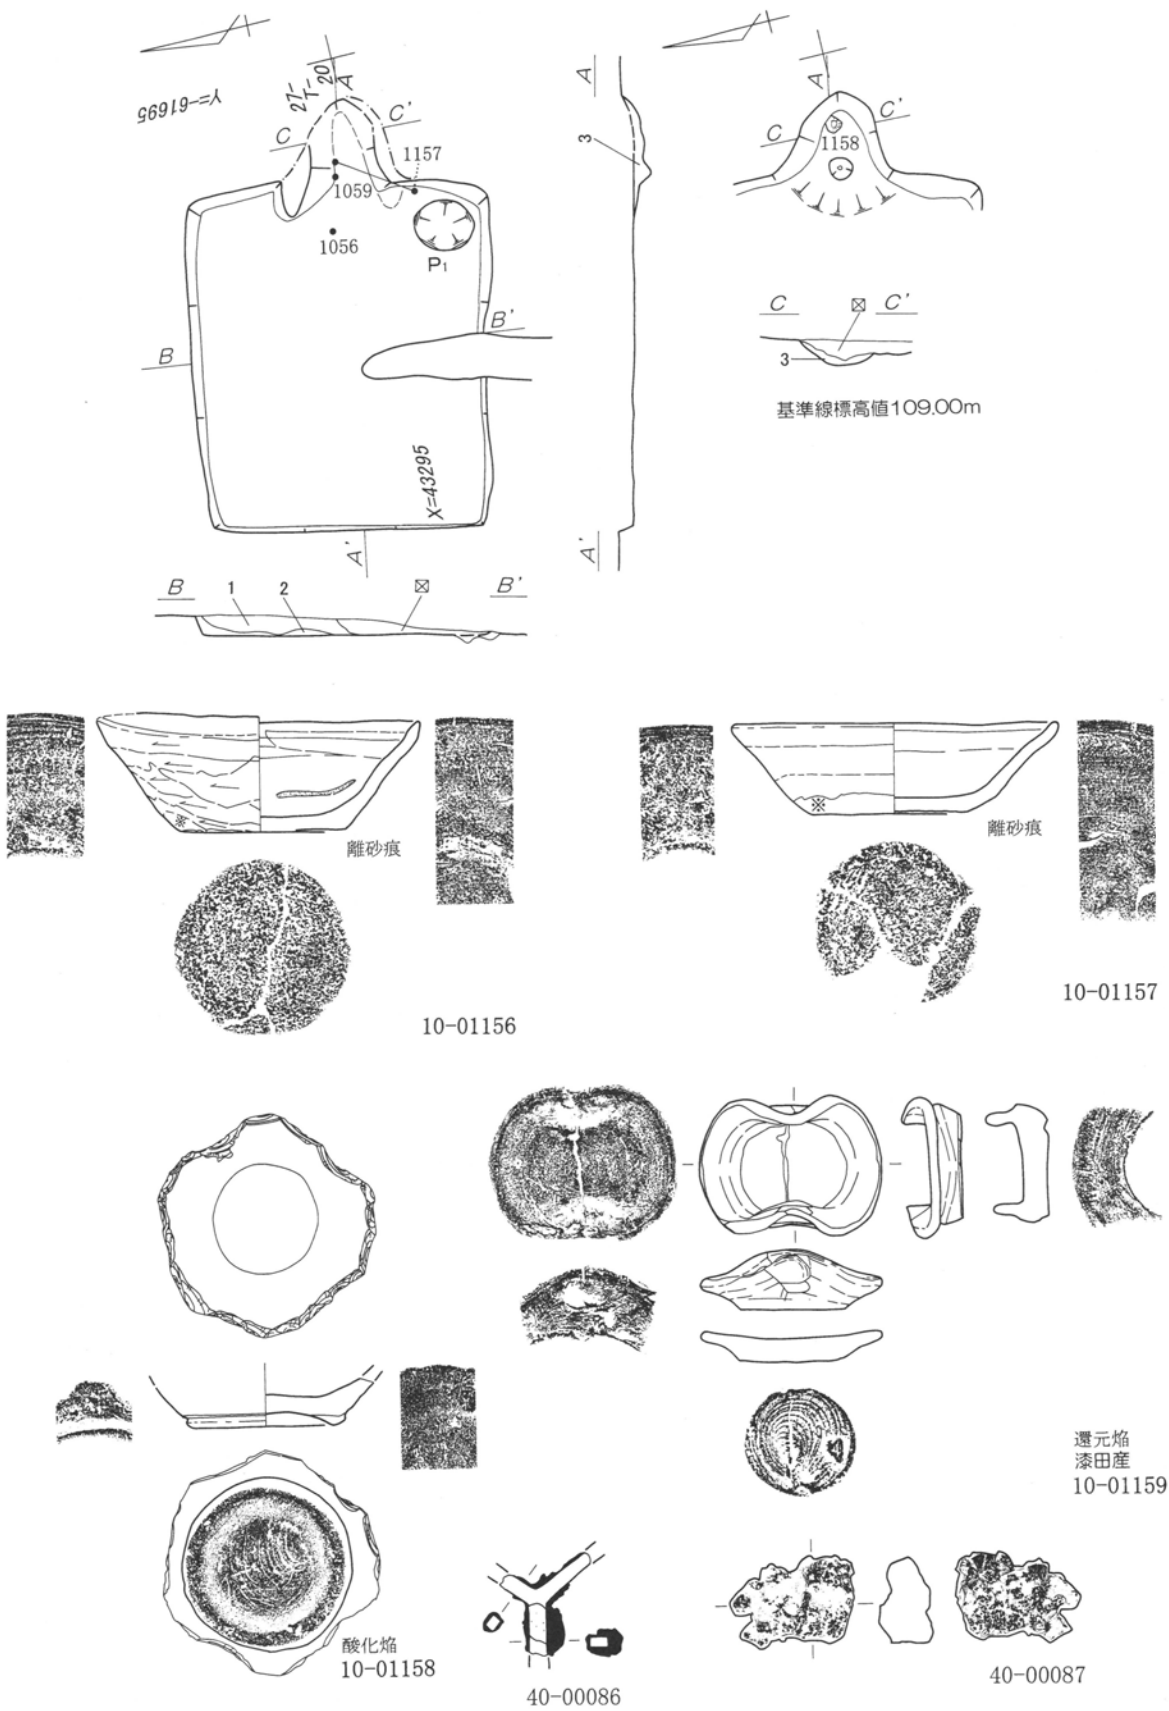 Y=-61695
27-
T-
20
A
C
C'
1157
1059
1056
P1
B
B'
X=43295
A'
A
3
A'
A
C
C'
1158
C
C'
3
基準線標高値109.00m
B
1
2
B'
※
離砂痕
10-01156
※
離砂痕
10-01157
酸化焔
10-01158
還元焔
漆田産
10-01159
40-00086
40-00087